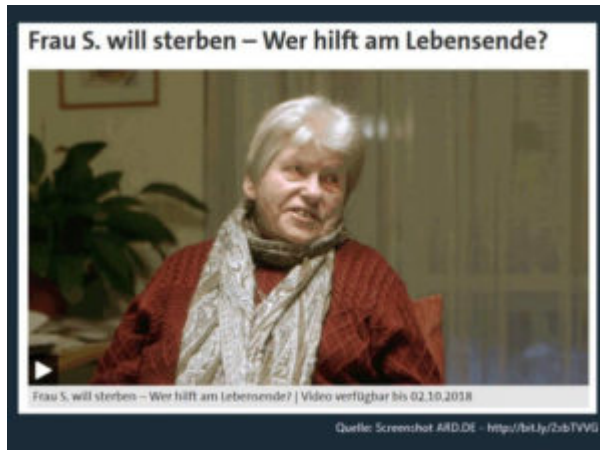 Frau S. will sterben – Wer hilft am Lebensende?
Frau S. will sterben – Wer hilft am Lebensende? | Video verfügbar bis 02.10.2018
Quelle: Screenshot ARD.DE - http://bit.ly/2xbTVVG